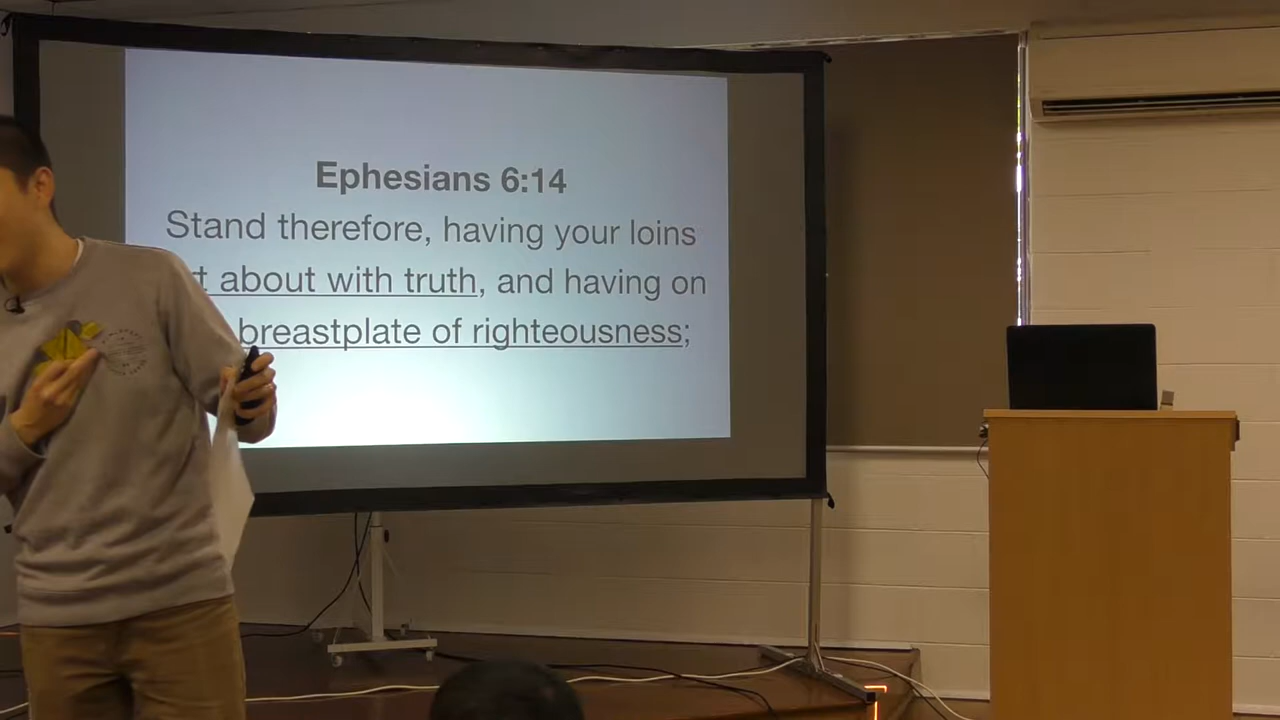 Ephesians 6:14
Stand therefore, having your loins
t about with truth, and having on
breastplate of righteousness;